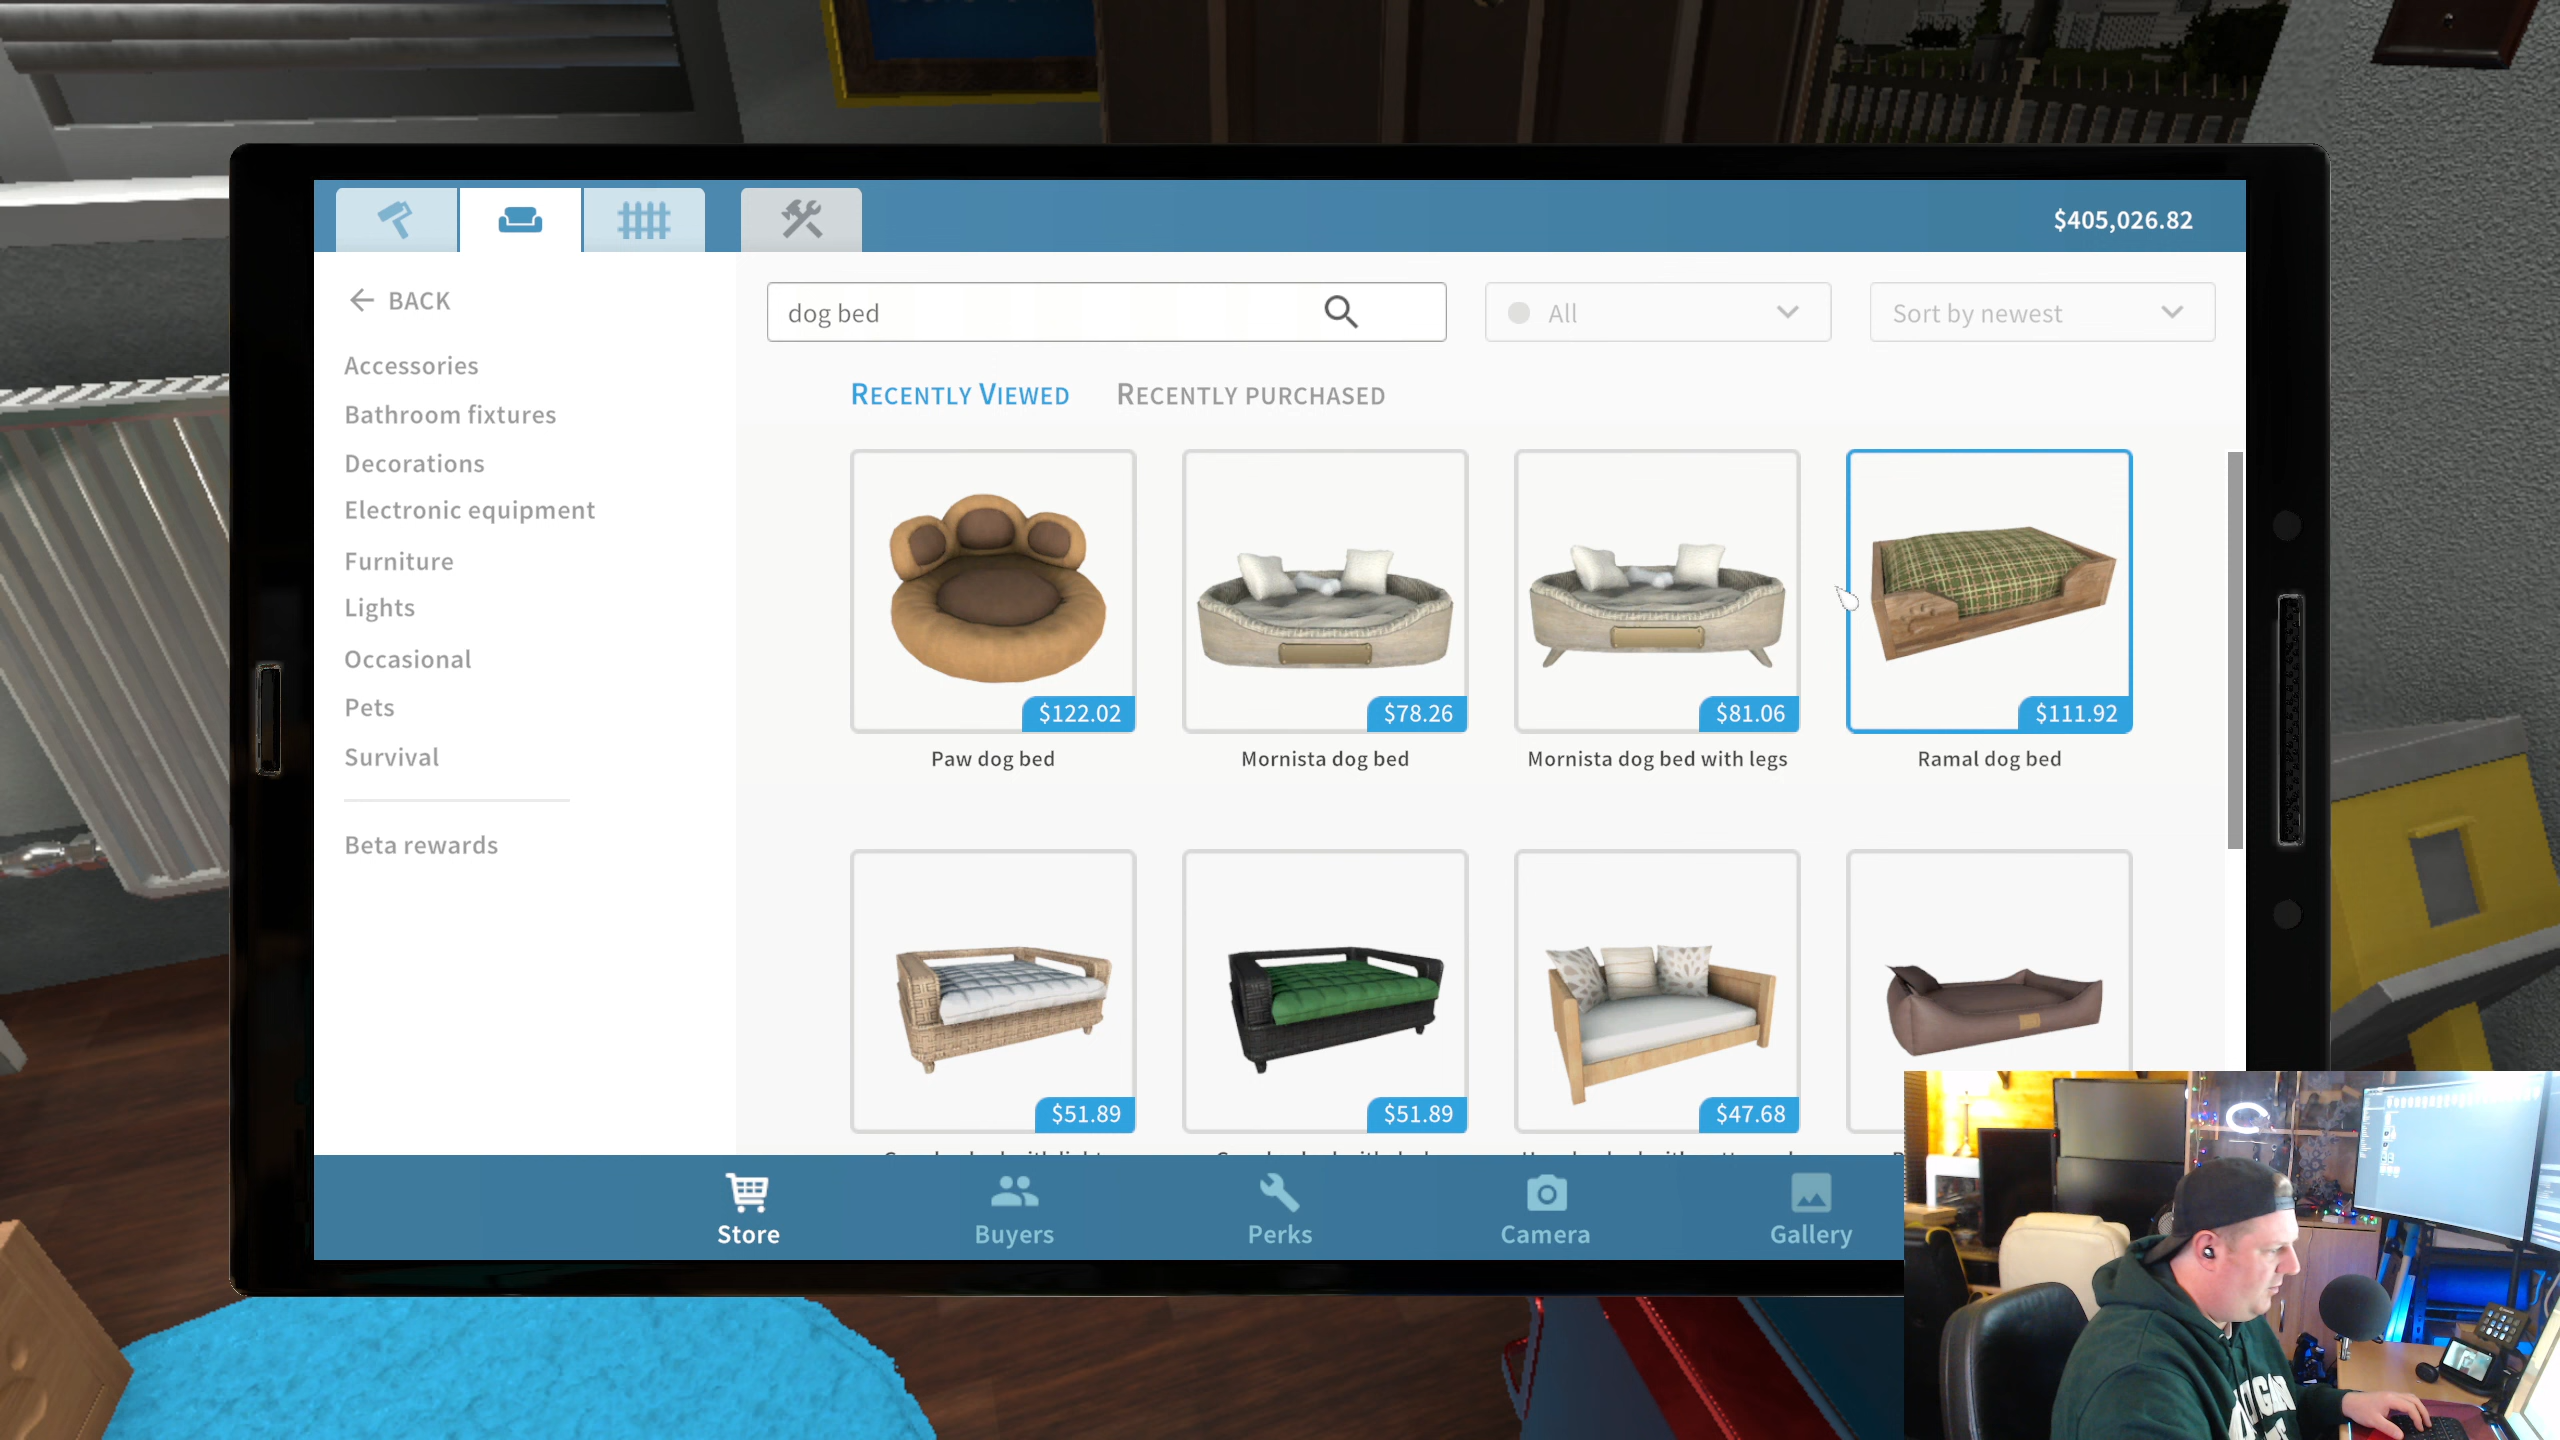 $405,026.82
BACK
dog bed
All
Sort by newest
Accessories
Bathroom fixtures
Decorations
Electronic equipment
Furniture
Lights
Occasional
Pets
Survival
Beta rewards
RECENTLY VIEWED RECENTLY PURCHASED
$122.02
$78.26
$81.06
$111.92
Paw dog bed
Mornista dog bed
Mornista dog bed with legs
Ramal dog bed
$51.89
$51.89
$47.68
Store
Buyers
Perks
Camera
Gallery